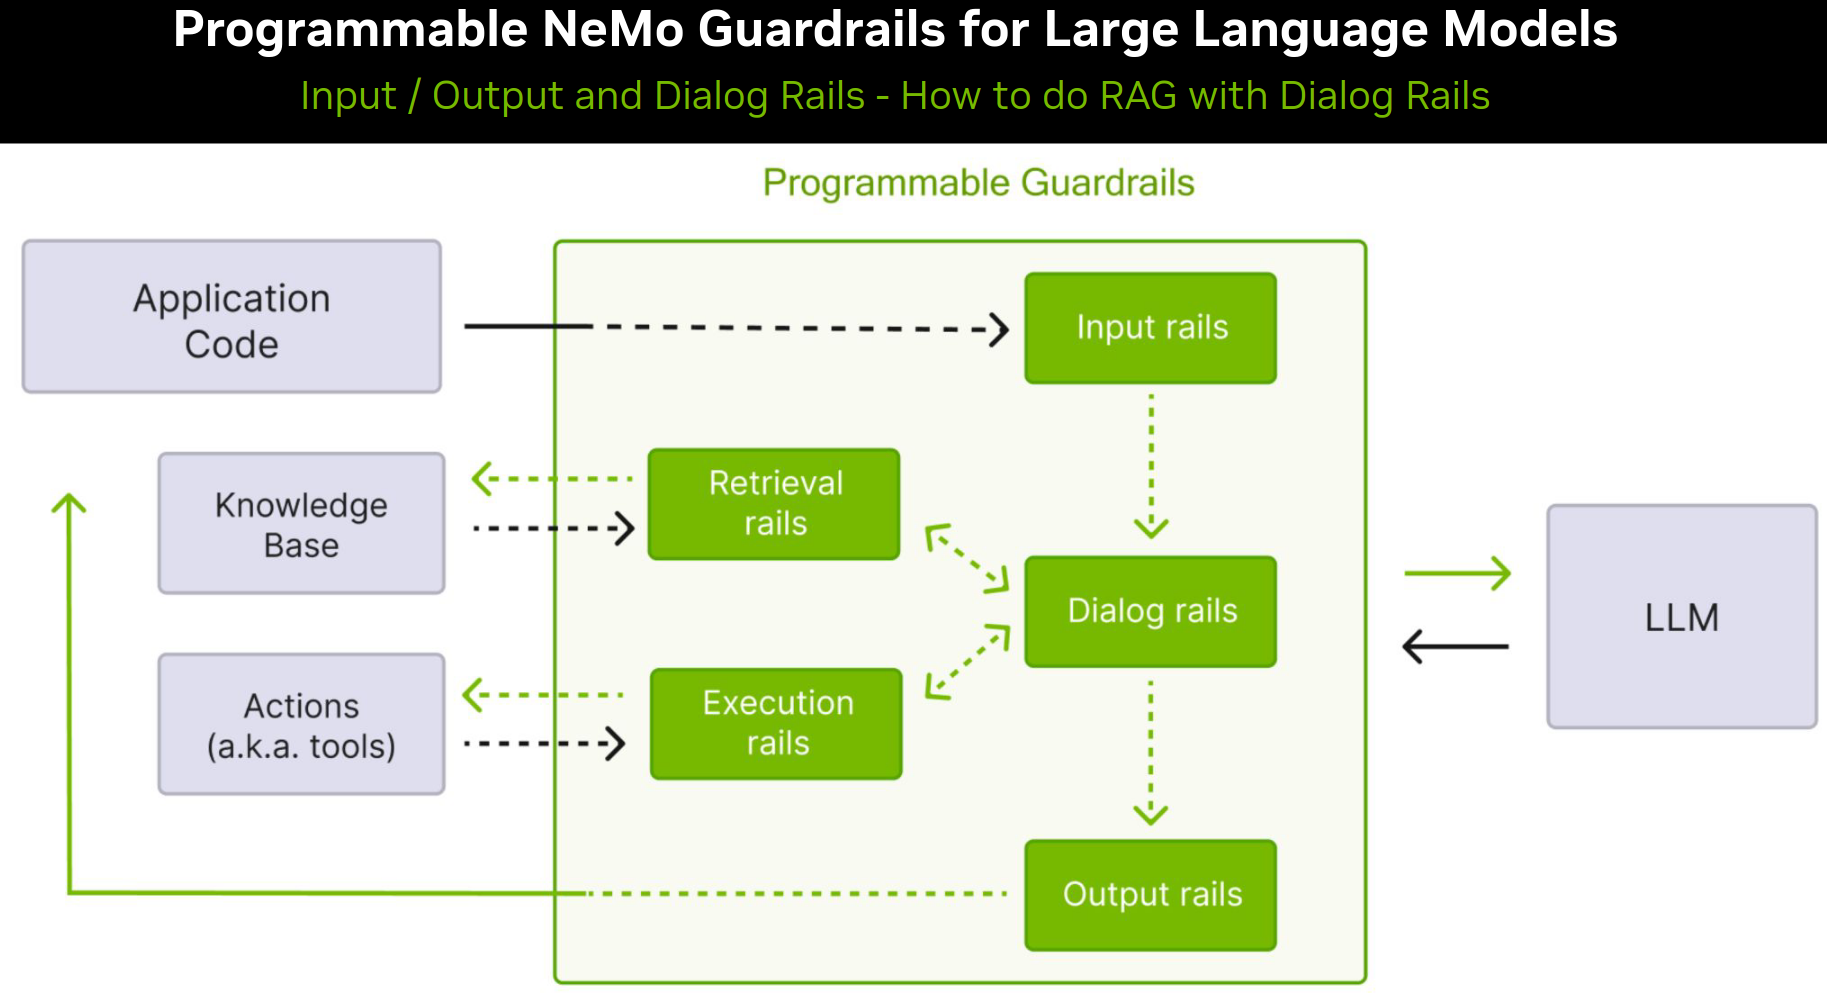 Programmable NeMo Guardrails for Large Language Models
Input / Output and Dialog Rails - How to do RAG with Dialog Rails
Programmable Guardrails
Application
Code
Input rails
Knowledge
Base
Retrieval
rails
Dialog rails
LLM
Actions
(a.k.a. tools)
Execution
rails
Output rails